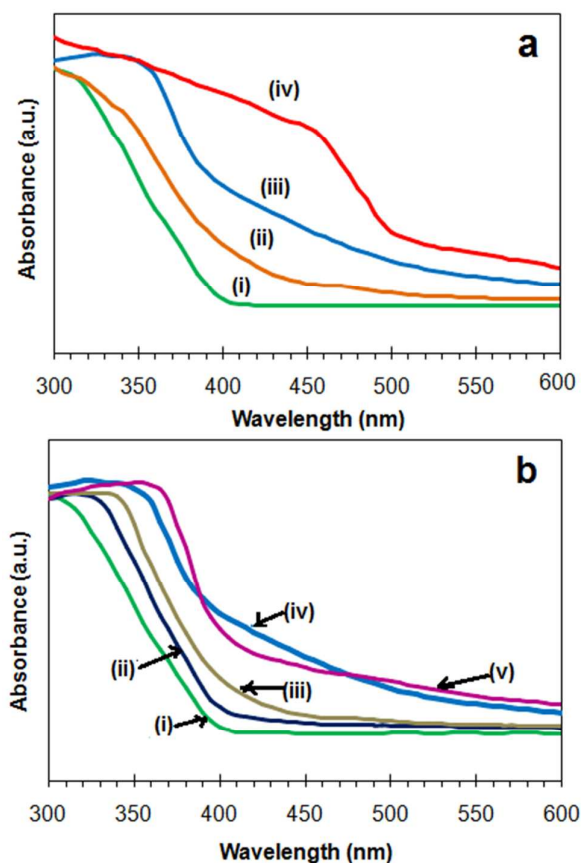 a
(iv)
(iii)
(ii)
(i)
Absorbance (a.u.)
300 350 400 450 500 550 600
Wavelength (nm)
b
(iv)
(v)
(ii)
(iii)
(i)
Absorbance (a.u.)
300 350 400 450 500 550 600
Wavelength (nm)